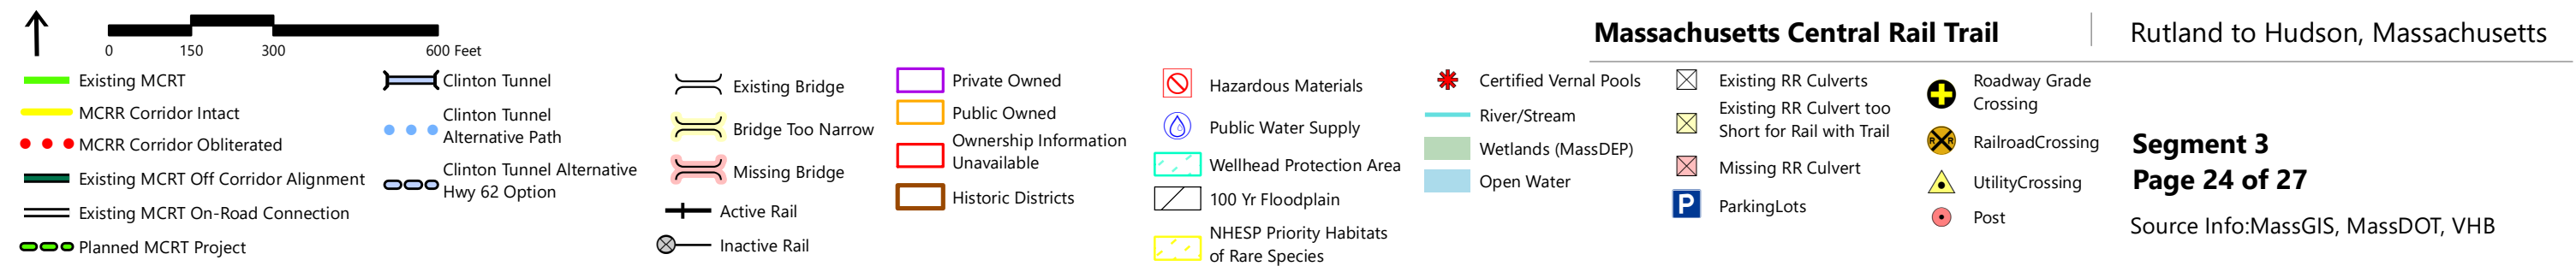 0 150 300 600 Feet
Existing MCRT
MCRR Corridor Intact
MCRR Corridor Obliterated
Existing MCRT Off Corridor Alignment
Existing MCRT On-Road Connection
Planned MCRT Project
Clinton Tunnel
Clinton Tunnel
Alternative Path
Clinton Tunnel Alternative
Hwy 62 Option
Existing Bridge
Bridge Too Narrow
Missing Bridge
Active Rail
Inactive Rail
Private Owned
Public Owned
Ownership Information
Unavailable
Historic Districts
Hazardous Materials
Public Water Supply
Wellhead Protection Area
100 Yr Floodplain
NHESP Priority Habitats
of Rare Species
Certified Vernal Pools
River/Stream
Wetlands (MassDEP)
Open Water
Massachusetts Central Rail Trail
Rutland to Hudson, Massachusetts
Existing RR Culverts
Existing RR Culvert too
Short for Rail with Trail
Missing RR Culvert
P ParkingLots
Roadway Grade
Crossing
R R RailroadCrossing
UtilityCrossing
Post
Segment 3
Page 24 of 27
Source Info:MassGIS, MassDOT, VHB